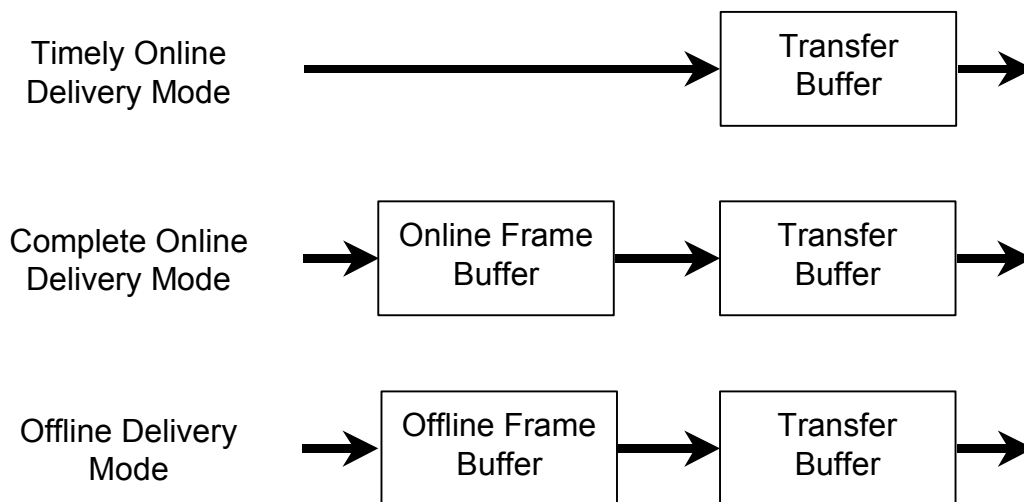 Timely Online
Delivery Mode
Transfer
Buffer
Complete Online
Delivery Mode
Online Frame
Buffer
Transfer
Buffer
Offline Delivery
Mode
Offline Frame
Buffer
Transfer
Buffer